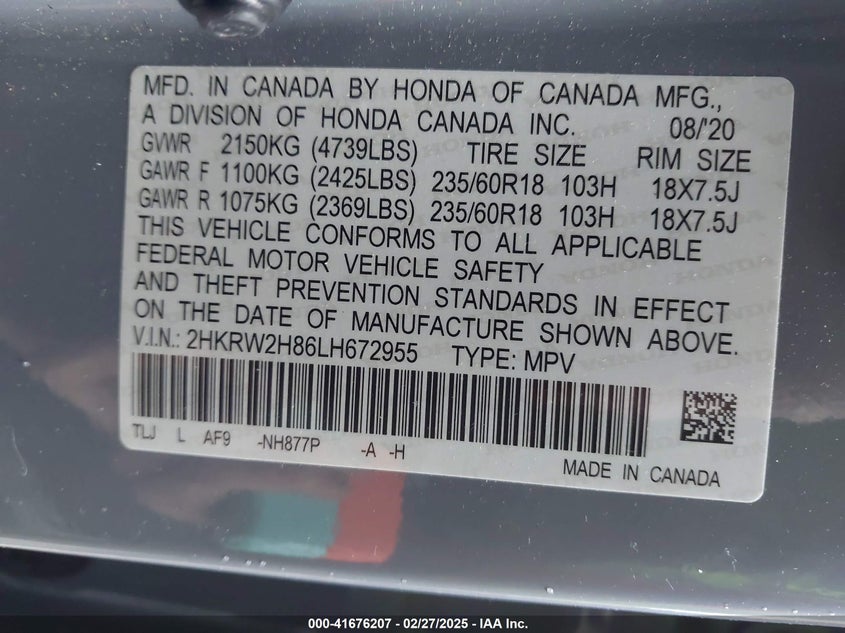 MFD. IN CANADA BY HONDA OF CANADA MFG.,
A DIVISION OF HONDA CANADA INC. 08/'20
GVWR 2150KG (4739LBS) TIRE SIZE RIM SIZE
GAWR F 1100KG (2425LBS) 235/60R18 103H 18X7.5J
GAWR R 1075KG (2369LBS) 235/60R18 103H 18X7.5J
THIS VEHICLE CONFORMS TO ALL APPLICABLE
FEDERAL MOTOR VEHICLE SAFETY
AND THEFT PREVENTION STANDARDS IN EFFECT
ON THE DATE OF MANUFACTURE SHOWN ABOVE.
V.I.N.: 2HKRW2H86LH672955 TYPE: MPV
TLJ L AF9 -NH877P -A -H
MADE IN CANADA
000-41676207 - 02/27/2025 - IAA Inc.